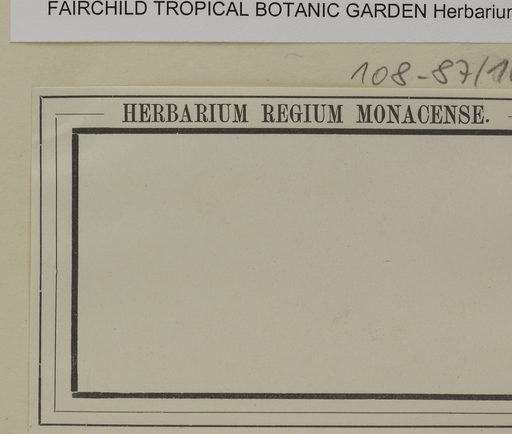 FAIRCHILD TROPICAL BOTANIC GARDEN Herbarium
108-87/1
HERBARIUM REGIUM MONACENSE.